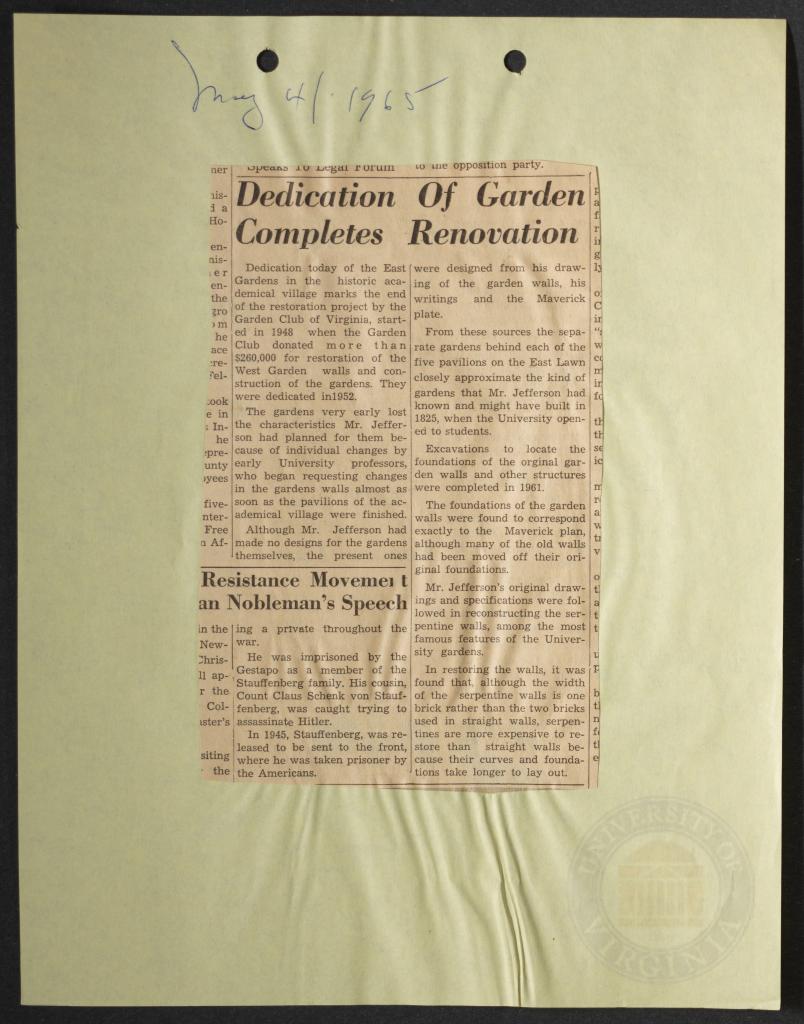 May 4/. 1965
Speaks To Legal Forum
to the opposition party.
Dedication Of Garden
Completes Renovation
Dedication today of the East
Gardens in the historic aca-
demical village marks the end
of the restoration project by the
Garden Club of Virginia, start-
ed in 1948 when the Garden
Club donated more than
$260,000 for restoration of the
West Garden walls and con-
struction of the gardens. They
were dedicated in1952.
The gardens very early lost
the characteristics Mr. Jeffer-
son had planned for them be-
cause of individual changes by
early University professors,
who began requesting changes
in the gardens walls almost as
soon as the pavilions of the ac-
ademical village were finished.
Although Mr. Jefferson had
made no designs for the gardens
themselves, the present ones
were designed from his draw-
ing of the garden walls, his
writings and the Maverick
plate.
From these sources the sepa-
rate gardens behind each of the
five pavilions on the East Lawn
closely approximate the kind of
gardens that Mr. Jefferson had
known and might have built in
1825, when the University open-
ed to students.
Excavations to locate the
foundations of the orginal gar-
den walls and other structures
were completed in 1961.
The foundations of the garden
walls were found to correspond
exactly to the Maverick plan,
although many of the old walls
had been moved off their ori-
ginal foundations.
Mr. Jefferson's original draw-
ings and specifications were fol-
lowed in reconstructing the ser-
pentine walls, among the most
famous features of the Univer-
sity gardens.
In restoring the walls, it was
found that, although the width
of the serpentine walls is one
brick rather than the two bricks
used in straight walls, serpen-
tines are more expensive to re-
store than straight walls be-
cause their curves and founda-
tions take longer to lay out.
Resistance Movement
an Nobleman's Speech
in the
New-
Chris-
ll ap-
r the
Col-
aster's
siting
the
ing a private throughout the
war.
He was imprisoned by the
Gestapo as a member of the
Stauffenberg family. His cousin,
Count Claus Schenk von Stauf-
fenberg, was caught trying to
assassinate Hitler.
In 1945, Stauffenberg, was re-
leased to be sent to the front,
where he was taken prisoner by
the Americans.
UNIVERSITY OF VIRGINIA